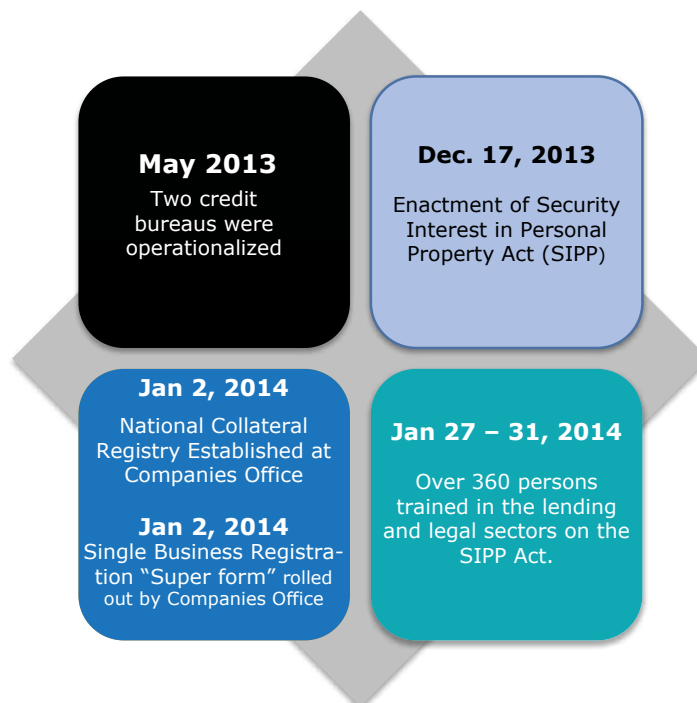 May 2013
Two credit
bureaus were
operationalized
Dec. 17, 2013
Enactment of Security
Interest in Personal
Property Act (SIPP)
Jan 2, 2014
National Collateral
Registry Established at
Companies Office
Jan 2, 2014
Single Business Registra-
tion “Super form” rolled
out by Companies Office
Jan 27 – 31, 2014
Over 360 persons
trained in the lending
and legal sectors on the
SIPP Act.